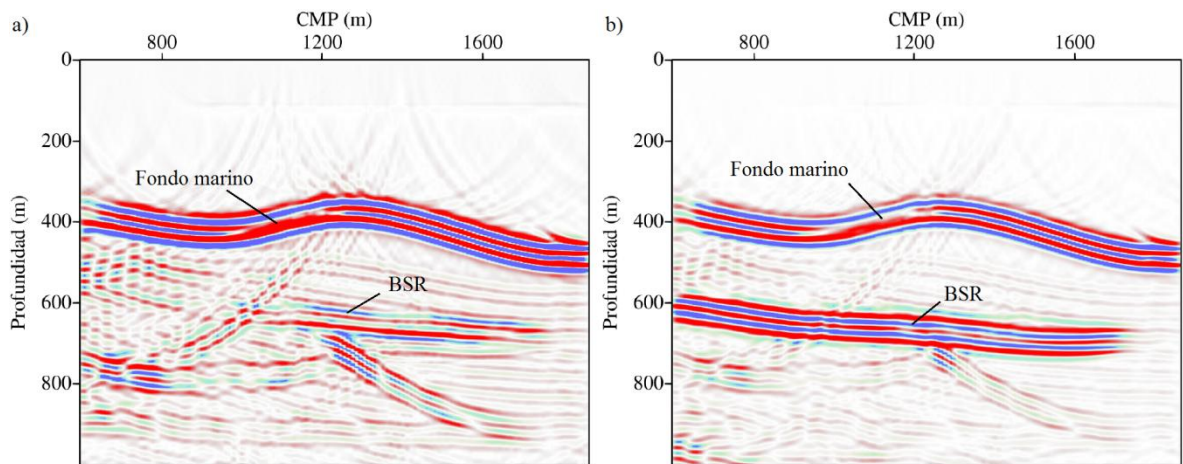 a)
CMP (m)
800 1200 1600
0
200
400
600
800
Profundidad (m)
Fondo marino
BSR
b)
CMP (m)
800 1200 1600
0
200
400
600
800
Profundidad (m)
Fondo marino
BSR